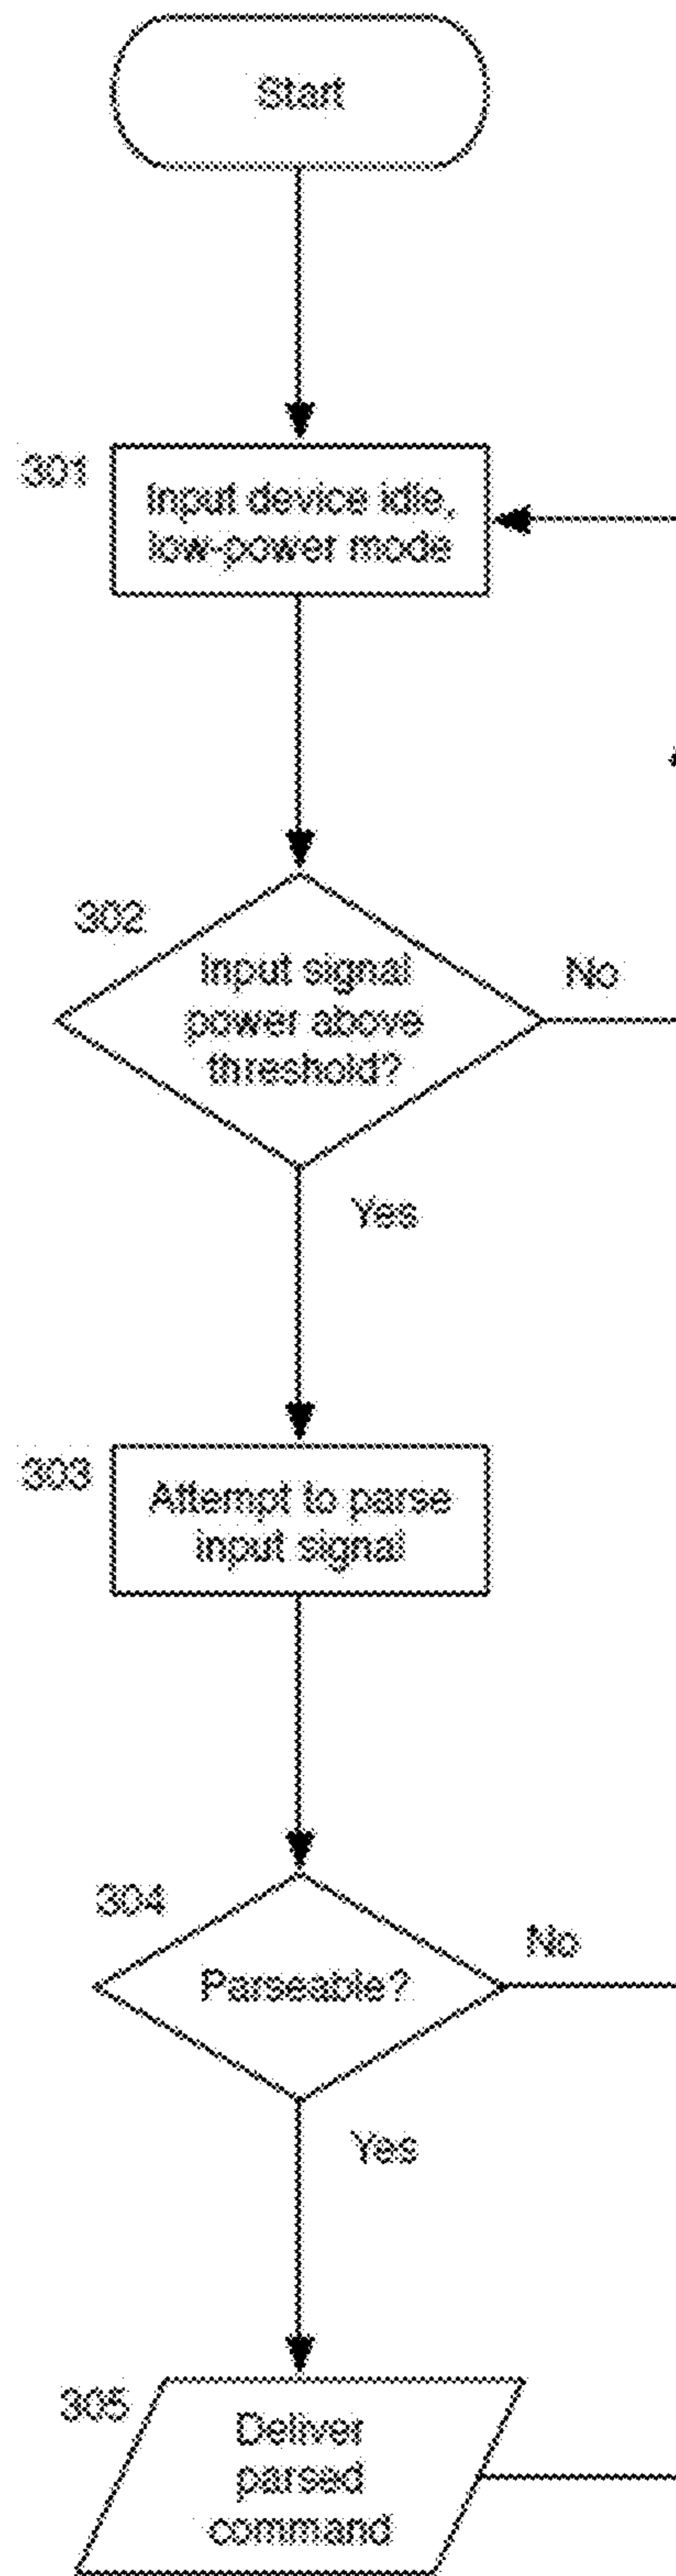 Start
301
Input device idle,
low-power mode
302
Input signal
power above
threshold?
No
Yes
303
Attempt to parse
input signal
304
Parseable?
No
Yes
305
Deliver
parsed
command